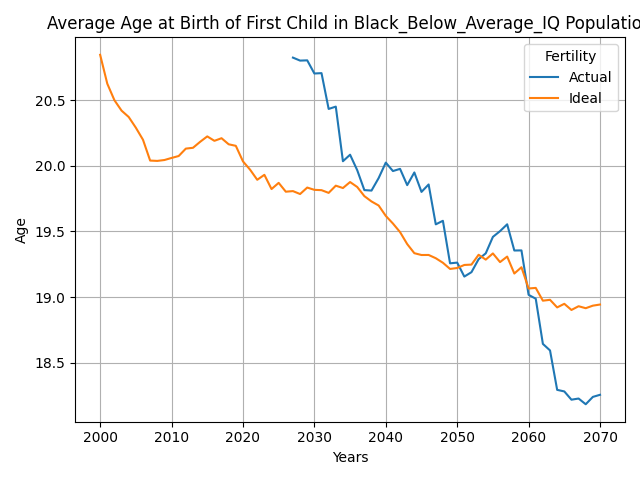 Average Age at Birth of First Child in Black_Below_Average_IQ Populatio
Fertility
Actual
Ideal
20.5
20.0
19.5
19.0
18.5
Age
2000 2010 2020 2030 2040 2050 2060 2070
Years